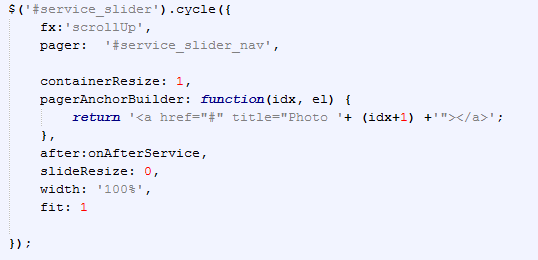 $('#service_slider').cycle({
fx:'scrollUp',
pager:  '#service_slider_nav',
containerResize: 1,
pagerAnchorBuilder: function(idx, el) {
return '<a href="#" title="Photo '+ (idx+1) +'"></a>';
},
after:onAfterService,
slideResize: 0,
width: '100%',
fit: 1
});